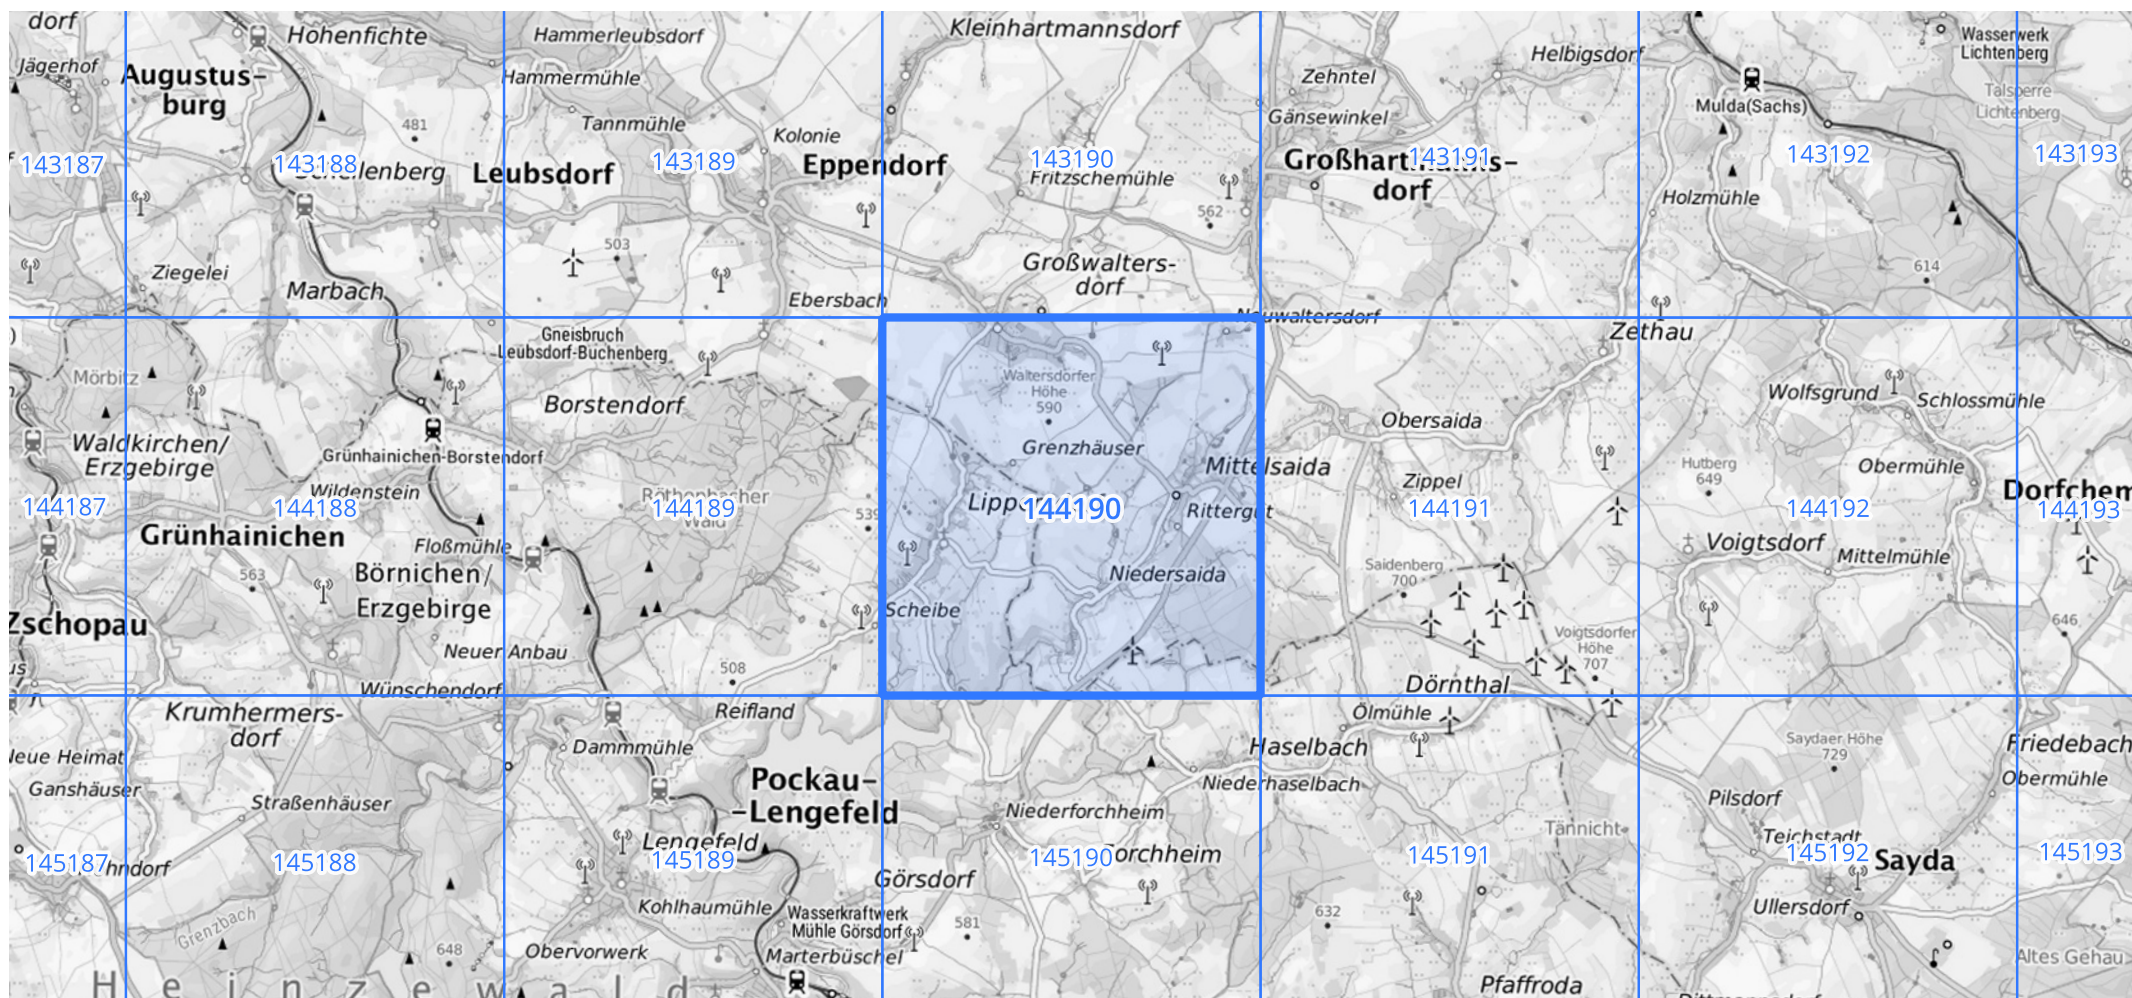 dorf
Höhenfichte
Hammerleubsdorf
Kleinhartmannsdorf
Helbigsdorf
Wasserwerk
Lichtenberg
Jägerhof
Augustus-
burg
Hammermühle
Zehntel
Mulda(Sachs)
Talsperre
Lichtenberg
481
Tannmühle
Kolonie
Gänsewinkel
143187
143188
Leubsdorf
143189
Eppendorf
143190
Fritzschemühle
143191
dorf
143192
143193
Holzmühle
562
503
614
Ziegelei
Marbach
Großwalters-
dorf
Ebersbach
Neuwaltersdorf
Gneisbruch
Leubsdorf-Buchenberg
Zethau
Mörbitz
Waltersdorfer
Höhe
590
Borstendorf
Wolfsgrund
Schlossmühle
Obersaida
Waldkirchen/
Erzgebirge
Grünhainichen-Borstendorf
Grenzhäuser
Mittelsaida
Zippel
Hutberg
649
Obermühle
Wildenstein
144187
144188
144189
144190
Rittergut
144191
144192
144193
Grünhainichen
539
Floßmühle
Voigtsdorf
Mittelmühle
563
Börnichen/
Erzgebirge
Niedersaida
Saidenberg
700
Scheibe
Zschopau
Voigtsdorfer
Höhe
707
646
Neuer Anbau
508
Wünschendorf
Dörnthal
Krumhermers-
dorf
Reifland
Ölmühle
Dammmühle
Haselbach
Saydaer Höhe
729
Friedebach
Neue Heimat
Ganshäuser
Pockau-
-Lengefeld
Niederhaselbach
Obermühle
Straßenhäuser
Niederforchheim
Pilsdorf
Lengefeld
Tännicht
Teichstadt
145187
145188
145189
145190
145191
145192
Sayda
145193
Görsdorf
Kohlhaumühle
Wasserkraftwerk
Mühle Görsdorf
581
632
Ullersdorf
Grenzbach
648
Obervorwerk
Marterbüschel
Altes Gehau
Heinzewald
Pfaffroda